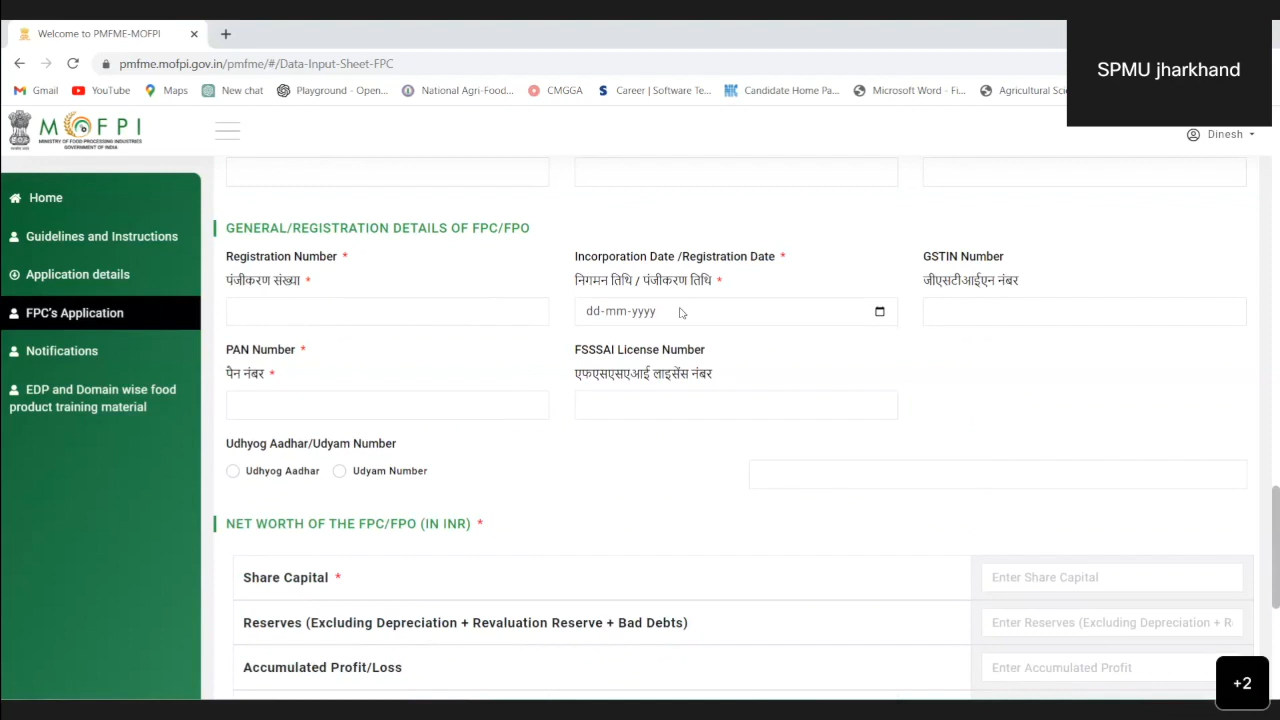 Welcome to PMFME-MOFPI
SPMU jharkhand
pmfme.mofpi.gov.in/pmfme/#/Data-Input-Sheet-FPC
Gmail YouTube Maps New chat Playground - Open... National Agri-Food... CMGGA Career | Software Te... Candidate Home Pa... Microsoft Word - Fi... Agricultural Sci
MOFPI
MINISTRY OF FOOD PROCESSING INDUSTRIES
GOVERNMENT OF INDIA
Dinesh
Home
Guidelines and Instructions
Application details
FPC's Application
Notifications
EDP and Domain wise food
product training material
GENERAL/REGISTRATION DETAILS OF FPC/FPO
Registration Number * Incorporation Date /Registration Date * GSTIN Number
पंजीकरण संख्या * निगमन तिथि / पंजीकरण तिथि * जीएसटीआईएन नंबर
dd-mm-yyyy
PAN Number * FSSSAI License Number
पैन नंबर * एफएसएसएआई लाइसेंस नंबर
Udhyog Aadhar/Udyam Number
Udhyog Aadhar Udyam Number
NET WORTH OF THE FPC/FPO (IN INR) *
Share Capital * Enter Share Capital
Reserves (Excluding Depreciation + Revaluation Reserve + Bad Debts) Enter Reserves (Excluding Depreciation + R
Accumulated Profit/Loss Enter Accumulated Profit
+2